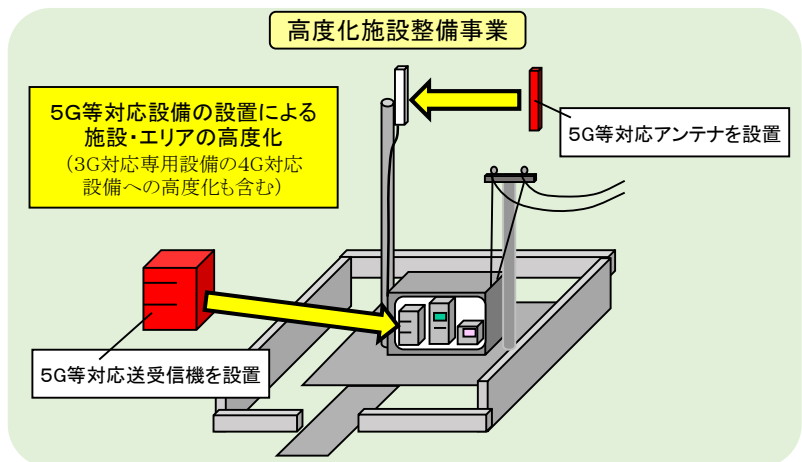 高度化施設整備事業
5G等対応設備の設置による
施設・エリアの高度化
(3G対応専用設備の4G対応
設備への高度化も含む)
5G等対応アンテナを設置
5G等対応送受信機を設置